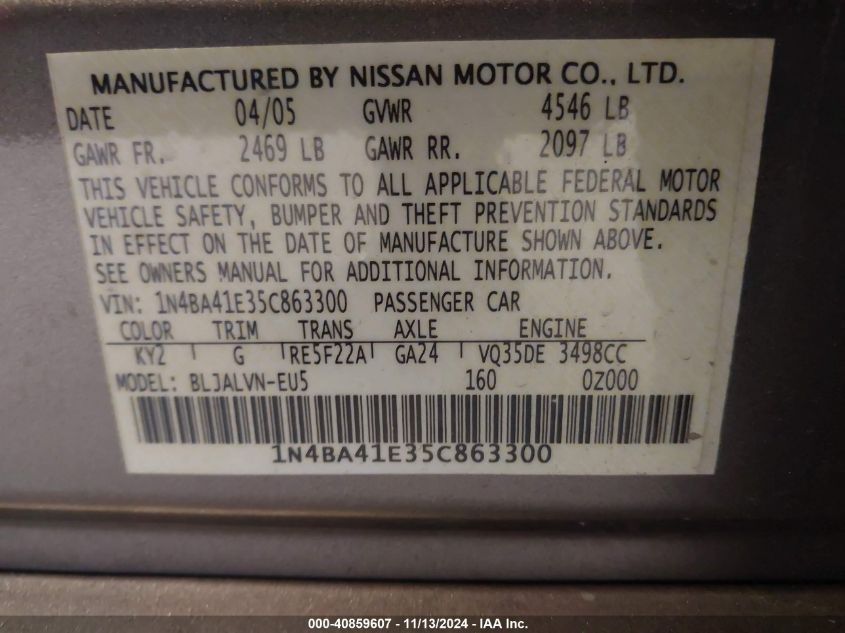 MANUFACTURED BY NISSAN MOTOR CO., LTD.
DATE 04/05 GVWR 4546 LB
GAWR FR. 2469 LB GAWR RR. 2097 LB
THIS VEHICLE CONFORMS TO ALL APPLICABLE FEDERAL MOTOR
VEHICLE SAFETY, BUMPER AND THEFT PREVENTION STANDARDS
IN EFFECT ON THE DATE OF MANUFACTURE SHOWN ABOVE.
SEE OWNERS MANUAL FOR ADDITIONAL INFORMATION.
VIN: 1N4BA41E35C863300 PASSENGER CAR
COLOR TRIM TRANS AXLE ENGINE
KY2 G RE5F22A GA24 VQ35DE 3498CC
MODEL: BLJALVN-EU5 160 0Z000
1N4BA41E35C863300
000-40859607 - 11/13/2024 - IAA Inc.